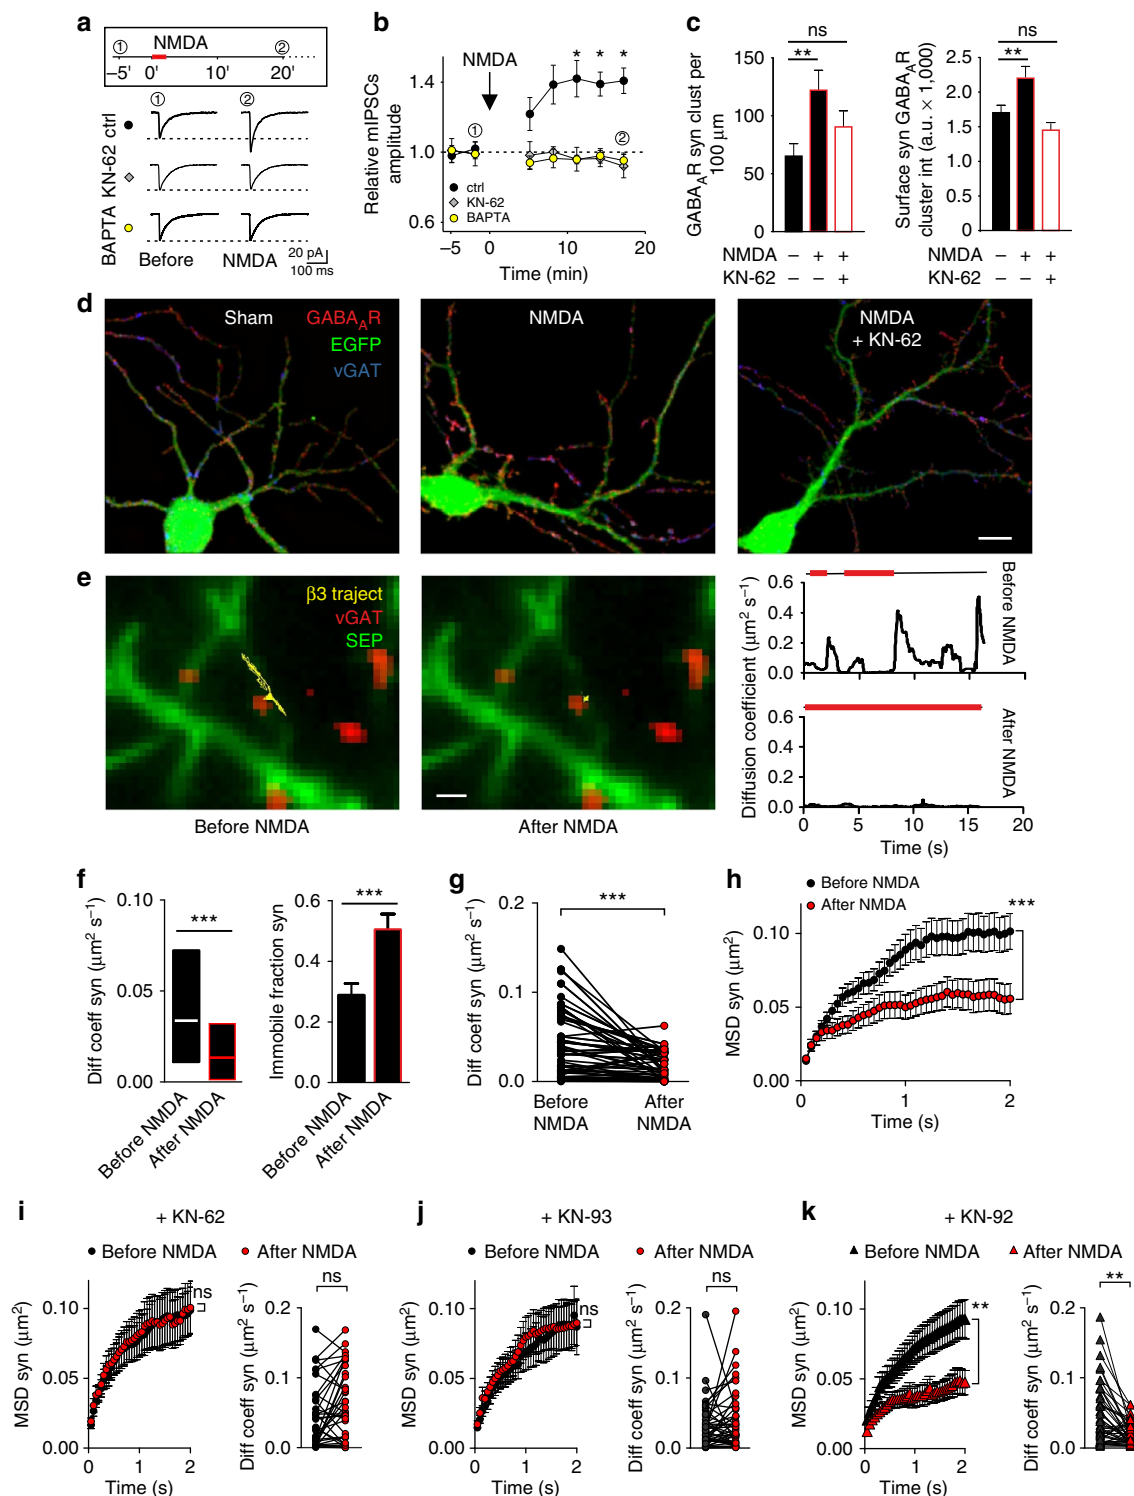 a
① NMDA ②
–5' 0' 10' 20'
① ②
ctrl
KN-62
BAPTA
Before NMDA
20 pA
100 ms
b
NMDA
* * *
Relative mIPSCs amplitude
1.4
1.0
0.6
① ②
ctrl
KN-62
BAPTA
–5 0 10 20
Time (min)
c
ns
**
GABA_AR syn clust per 100 μm
150
100
50
0
NMDA – + +
KN-62 – – +
ns
**
Surface syn GABA_AR cluster int (a.u. × 1,000)
2.5
2.0
1.5
1.0
0.5
0
NMDA – + +
KN-62 – – +
d
Sham
GABA_AR
EGFP
vGAT
NMDA
NMDA
+ KN-62
e
β3 traject
vGAT
SEP
Before NMDA
After NMDA
Diffusion coefficient (μm² s⁻¹)
0.6
0.4
0.2
0.0
Before NMDA
0.6
0.4
0.2
0.0
After NMDA
0 5 10 15 20
Time (s)
f
Diff coeff syn (μm² s⁻¹)
0.10
0.05
0.00
***
Before NMDA
After NMDA
Immobile fraction syn
0.6
0.4
0.2
0.0
***
Before NMDA
After NMDA
g
Diff coeff syn (μm² s⁻¹)
0.2
0.1
0.0
***
Before NMDA
After NMDA
h
Before NMDA
After NMDA
***
MSD syn (μm²)
0.10
0.05
0.00
0 1 2
Time (s)
i
+ KN-62
Before NMDA After NMDA
MSD syn (μm²)
0.10
0.05
0.00
ns
0 1 2
Time (s)
Diff coeff syn (μm² s⁻¹)
0.2
0.1
0.0
ns
j
+ KN-93
Before NMDA After NMDA
MSD syn (μm²)
0.10
0.05
0.00
ns
0 1 2
Time (s)
Diff coeff syn (μm² s⁻¹)
0.2
0.1
0.0
ns
k
+ KN-92
Before NMDA After NMDA
MSD syn (μm²)
0.10
0.05
0.00
**
0 1 2
Time (s)
Diff coeff syn (μm² s⁻¹)
0.2
0.1
0.0
**